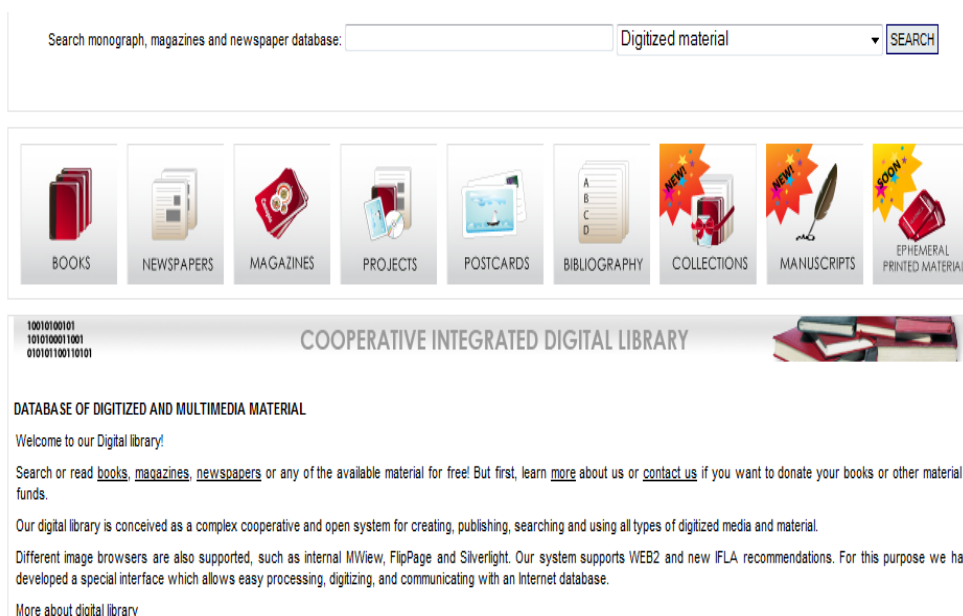 Search monograph, magazines and newspaper database:
Digitized material
SEARCH
BOOKS
NEWSPAPERS
MAGAZINES
PROJECTS
POSTCARDS
A
B
C
D
BIBLIOGRAPHY
NEW!
COLLECTIONS
NEW!
MANUSCRIPTS
SOON
EPHEMERAL
PRINTED MATERIA
10010100101
1010100011001
010101100110101
COOPERATIVE INTEGRATED DIGITAL LIBRARY
DATABASE OF DIGITIZED AND MULTIMEDIA MATERIAL
Welcome to our Digital library!
Search or read books, magazines, newspapers or any of the available material for free! But first, learn more about us or contact us if you want to donate your books or other material
funds.
Our digital library is conceived as a complex cooperative and open system for creating, publishing, searching and using all types of digitized media and material.
Different image browsers are also supported, such as internal MWiew, FlipPage and Silverlight. Our system supports WEB2 and new IFLA recommendations. For this purpose we ha
developed a special interface which allows easy processing, digitizing, and communicating with an Internet database.
More about digital library